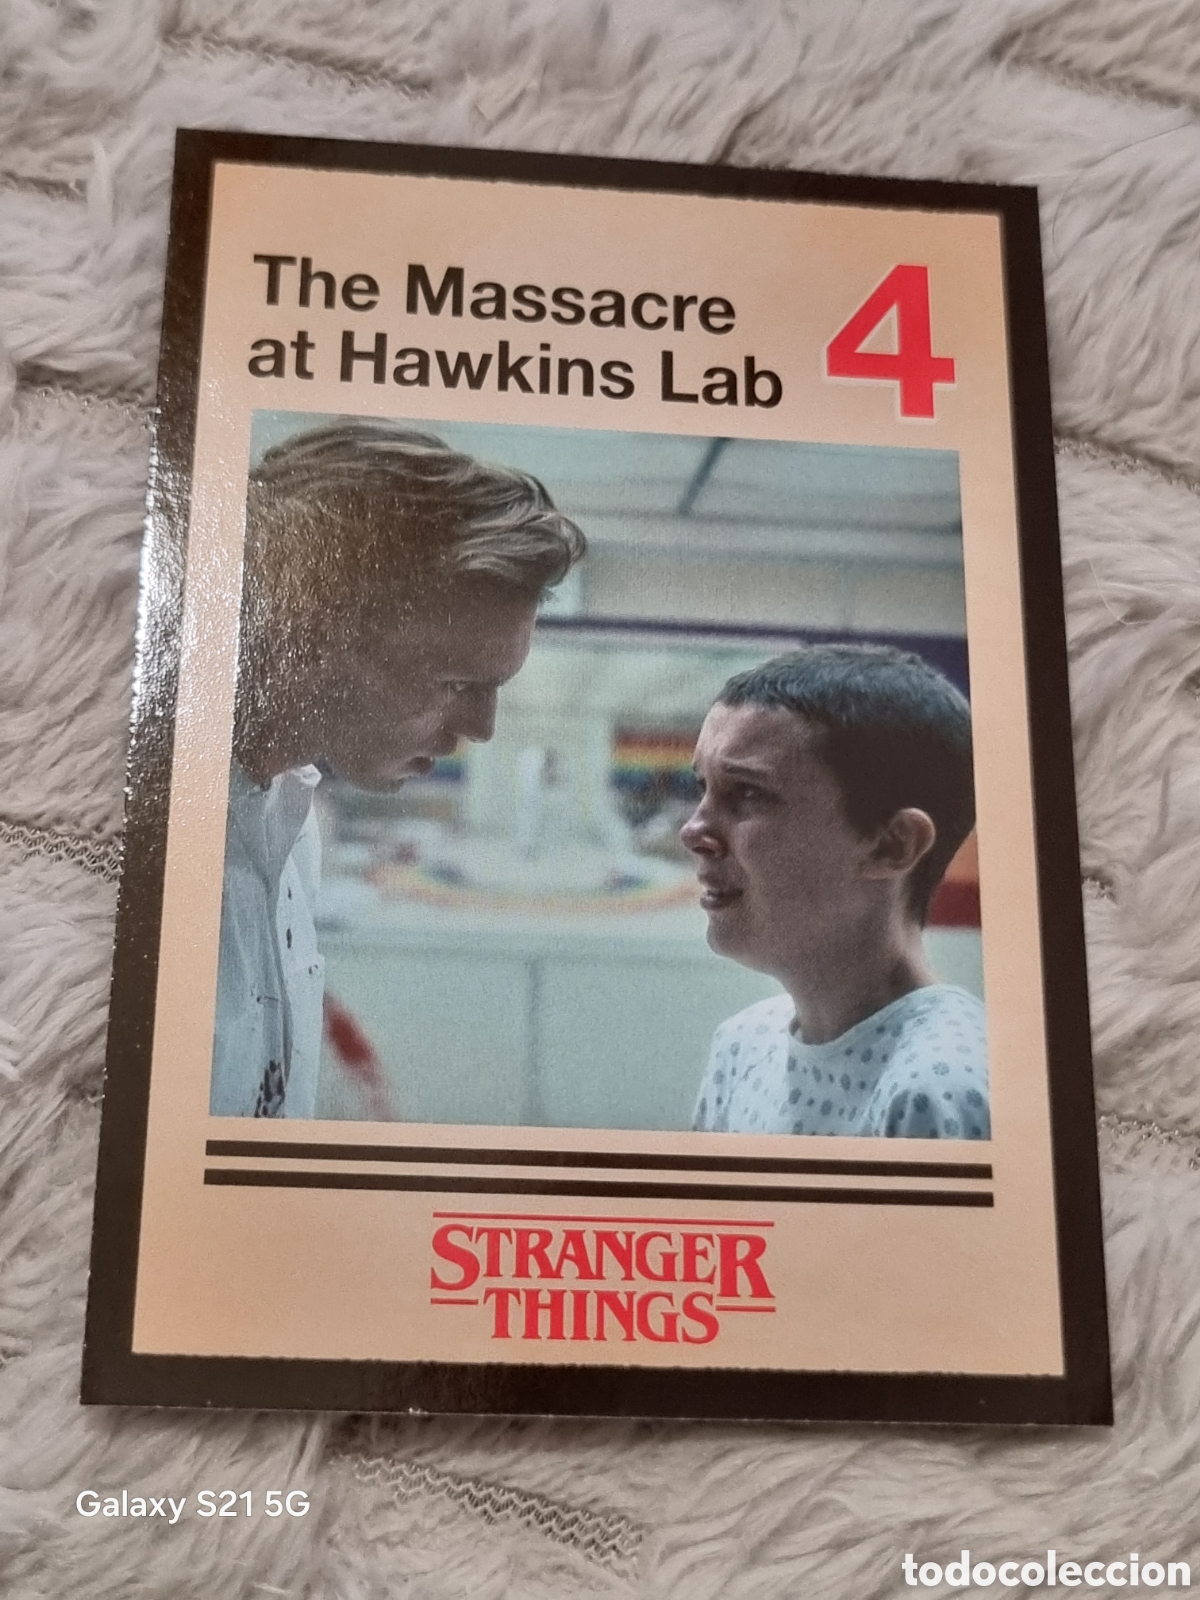 The Massacre
at Hawkins Lab
4
STRANGER
THINGS
Galaxy S21 5G
todocoleccion